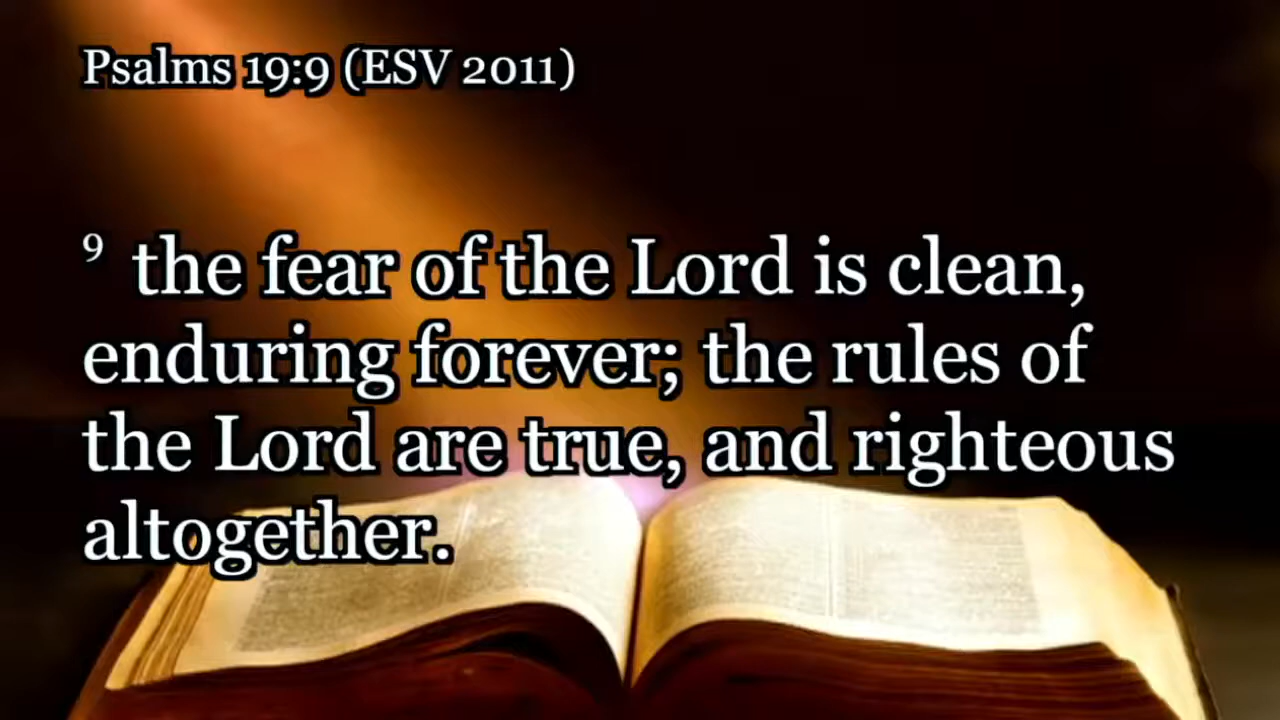 Psalms 19:9 (ESV 2011)
9 the fear of the Lord is clean,
enduring forever; the rules of
the Lord are true, and righteous
altogether.